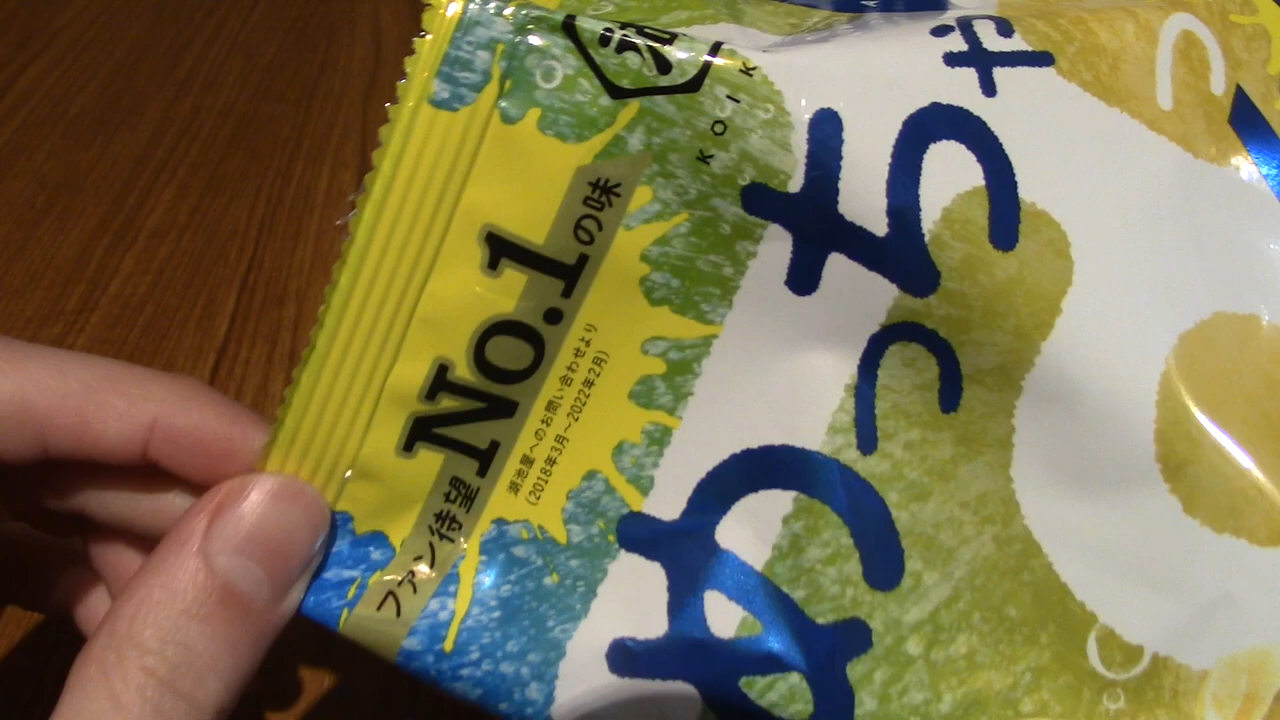 ファン待望No.1の味
湖池屋へのお問い合わせより
(2018年3月〜2022年2月)
KOIK
めっちゃ